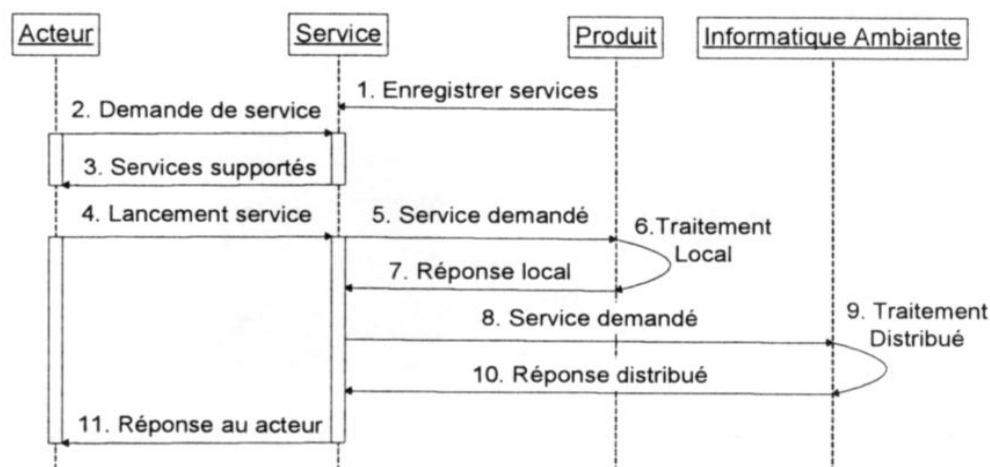 Acteur
Service
Produit
Informatique Ambiante
1. Enregistrer services
2. Demande de service
3. Services supportés
4. Lancement service
5. Service demandé
6.Traitement
Local
7. Réponse local
8. Service demandé
9. Traitement
Distribué
10. Réponse distribué
11. Réponse au acteur